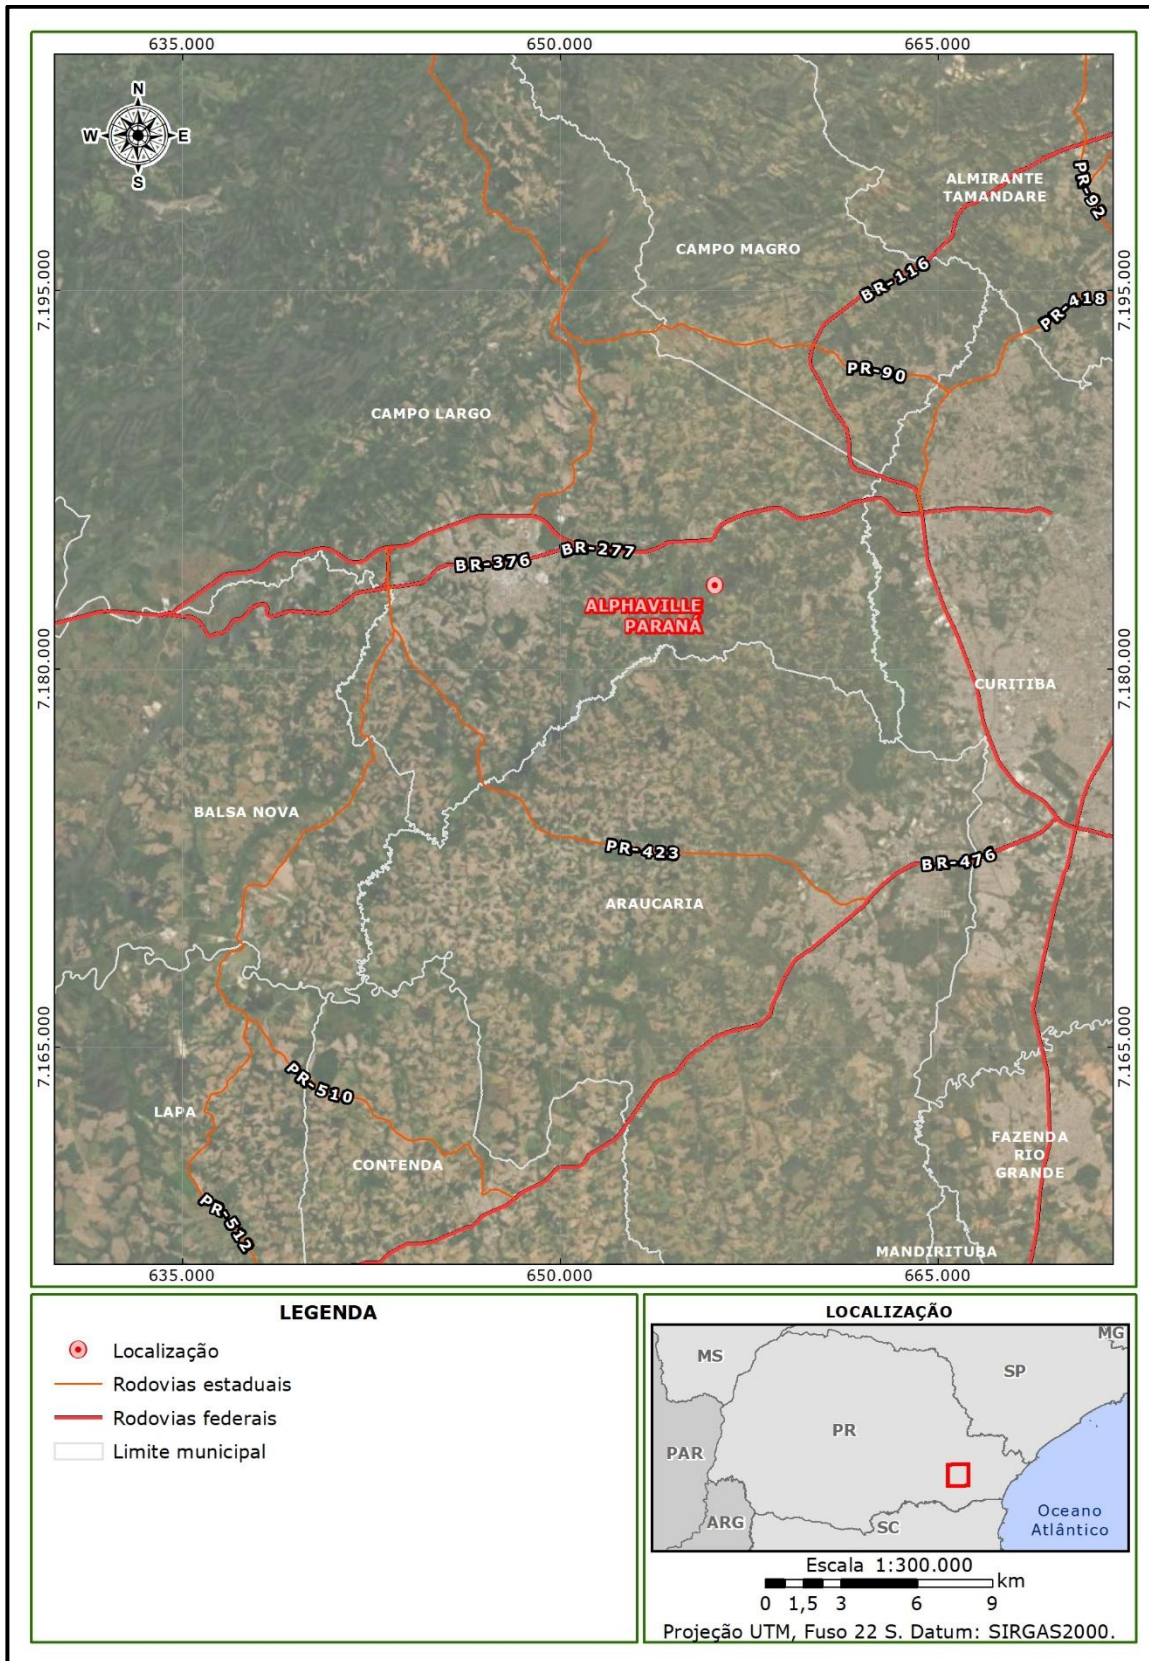 635.000
650.000
665.000
N
W
E
S
ALMIRANTE
TAMANDARE
PR-92
CAMPO MAGRO
BR-116
7.195.000
7.195.000
PR-418
PR-90
CAMPO LARGO
BR-376
BR-277
ALPHAVILLE
PARANÁ
7.180.000
7.180.000
CURITIBA
BALSA NOVA
PR-423
BR-476
ARAUCARIA
7.165.000
7.165.000
PR-510
LAPA
FAZENDA
RIO
GRANDE
CONTENDA
PR-512
MANDIRITUBA
635.000
650.000
665.000
LEGENDA
Localização
Rodovias estaduais
Rodovias federais
Limite municipal
LOCALIZAÇÃO
MG
MS
SP
PR
PAR
ARG
SC
Oceano
Atlântico
Escala 1:300.000
km
0 1,5 3 6 9
Projeção UTM, Fuso 22 S. Datum: SIRGAS2000.